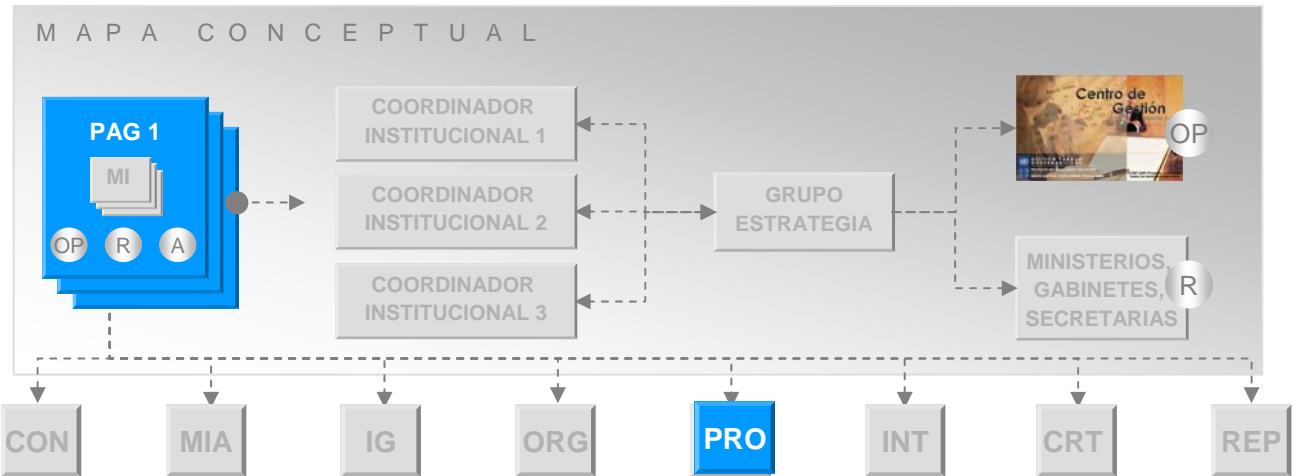 MAPA CONCEPTUAL
PAG 1
MI
OP
R
A
COORDINADOR
INSTITUCIONAL 1
COORDINADOR
INSTITUCIONAL 2
COORDINADOR
INSTITUCIONAL 3
GRUPO
ESTRATEGIA
Centro de
Gestión
OP
MINISTERIOS,
GABINETES,
SECRETARIAS
R
CON
MIA
IG
ORG
PRO
INT
CRT
REP